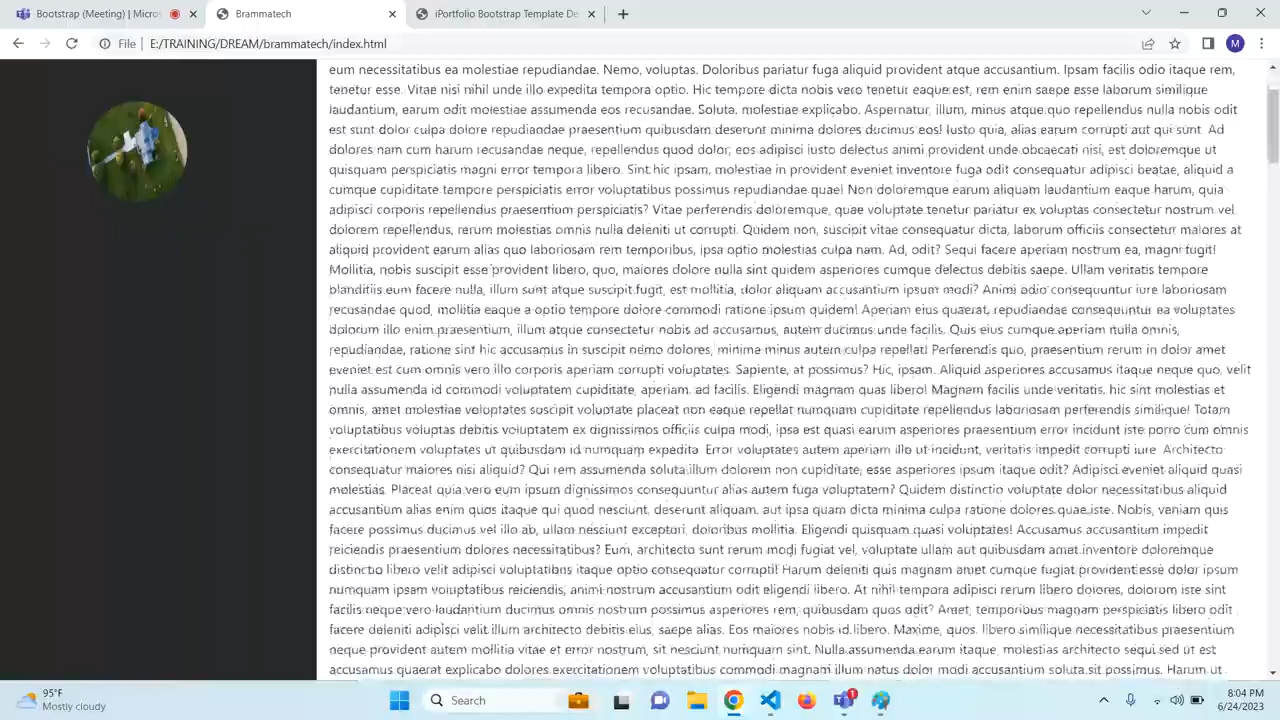 Bootstrap (Meeting) | Micros
Brammatech
iPortfolio Bootstrap Template De
File
E:/TRAINING/DREAM/brammatech/index.html
M
eum necessitatibus ea molestiae repudiandae. Nemo, voluptas. Doloribus pariatur fuga aliquid provident atque accusantium. Ipsam facilis odio itaque rem,
tenetur esse. Vitae nisi nihil unde illo expedita tempora optio. Hic tempore dicta nobis vero tenetur eaque est, rem enim saepe esse laborum similique
laudantium, earum odit molestiae assumenda eos recusandae. Soluta, molestiae explicabo. Aspernatur, illum, minus atque quo repellendus nulla nobis odit
est sunt dolor culpa dolore repudiandae praesentium quibusdam deserunt minima dolores ducimus eos! Iusto quia, alias earum corrupti aut qui sunt. Ad
dolores nam cum harum recusandae neque, repellendus quod dolor, eos adipisci iusto delectus animi provident unde obcaecati nisi, est doloremque ut
quisquam perspiciatis magni error tempora libero. Sint hic ipsam, molestiae in provident eveniet inventore fuga odit consequatur adipisci beatae, aliquid a
cumque cupiditate tempore perspiciatis error voluptatibus possimus repudiandae quae! Non doloremque earum aliquam laudantium eaque harum, quia
adipisci corporis repellendus praesentium perspiciatis? Vitae perferendis doloremque, quae voluptate tenetur pariatur ex voluptas consectetur nostrum vel
dolorem repellendus, rerum molestias omnis nulla deleniti ut corrupti. Quidem non, suscipit vitae consequatur dicta, laborum officiis consectetur maiores at
aliquid provident earum alias quo laboriosam rem temporibus, ipsa optio molestias culpa nam. Ad, odit? Sequi facere aperiam nostrum ea, magni fugit!
Mollitia, nobis suscipit esse provident libero, quo, maiores dolore nulla sint quidem asperiores cumque delectus debitis saepe. Ullam veritatis tempore
blanditiis eum facere nulla, illum sunt atque suscipit fugit, est mollitia, dolor aliquam accusantium ipsum modi? Animi odio consequuntur iure laboriosam
recusandae quod, mollitia eaque a optio tempore dolore commodi ratione ipsum quidem! Aperiam eius quaerat, repudiandae consequuntur ea voluptates
dolorum illo enim praesentium, illum atque consectetur nobis ad accusamus, autem ducimus unde facilis. Quis eius cumque aperiam nulla omnis,
repudiandae, ratione sint hic accusamus in suscipit nemo dolores, minima minus autem culpa repellat. Perferendis quo, praesentium rerum in dolor amet
eveniet est cum omnis vero illo corporis aperiam corrupti voluptates. Sapiente, at possimus? Hic, ipsam. Aliquid asperiores accusamus itaque neque quo, velit
nulla assumenda id commodi voluptatem cupiditate, aperiam, ad facilis. Eligendi magnam quas libero! Magnam facilis unde veritatis, hic sint molestias et
omnis, amet molestiae voluptates suscipit voluptate placeat non eaque repellat numquam cupiditate repellendus laboriosam perferendis similique! Totam
voluptatibus voluptas debitis voluptatem ex dignissimos officiis culpa modi, ipsa est quasi earum asperiores praesentium error incidunt iste porro cum omnis
exercitationem voluptates ut quibusdam id numquam expedita. Error voluptates autem aperiam illo ut incidunt, veritatis impedit corrupti iure. Architecto
consequatur maiores nisi aliquid? Qui rem assumenda soluta illum dolorem non cupiditate, esse asperiores ipsum itaque odit? Adipisci eveniet aliquid quasi
molestias. Placeat quia vero eum ipsum dignissimos consequuntur alias autem fuga voluptatem? Quidem distinctio voluptate dolor necessitatibus aliquid
accusantium alias enim quos itaque qui quod nesciunt, deserunt aliquam, aut ipsa quam dicta minima culpa ratione dolores quae iste. Nobis, veniam quis
facere possimus ducimus vel illo ab, ullam nesciunt excepturi, doloribus mollitia. Eligendi quisquam quasi voluptates! Accusamus accusantium impedit
reiciendis praesentium dolores necessitatibus? Eum, architecto sunt rerum modi fugiat vel, voluptate ullam aut quibusdam amet inventore doloremque
distinctio libero velit adipisci voluptatibus itaque optio consequatur corrupti! Harum deleniti quis magnam amet cumque fugiat provident esse dolor ipsum
numquam ipsam voluptatibus reiciendis, animi nostrum accusantium odit eligendi libero. At nihil tempora adipisci rerum libero dolores, dolorum iste sint
facilis neque vero laudantium ducimus omnis nostrum possimus asperiores rem, quibusdam quos odit? Amet, temporibus magnam perspiciatis libero odit
facere deleniti adipisci velit illum architecto debitis eius, saepe alias. Eos maiores nobis id libero. Maxime, quos libero similique necessitatibus praesentium
neque provident autem mollitia vitae et error nostrum, sit nesciunt numquam sint. Nulla assumenda earum itaque, molestias architecto sequi sed ut est
accusamus quaerat explicabo dolores exercitationem voluptatibus commodi magnam illum natus dolor modi accusantium soluta sit possimus. Harum ut
95°F
Mostly cloudy
Search
1
8:04 PM
6/24/2023